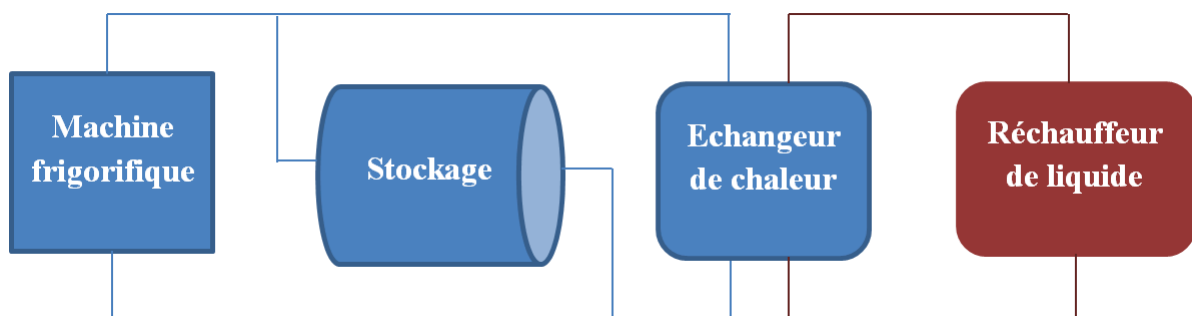 Machine
frigorifique
Stockage
Echangeur
de chaleur
Réchauffeur
de liquide